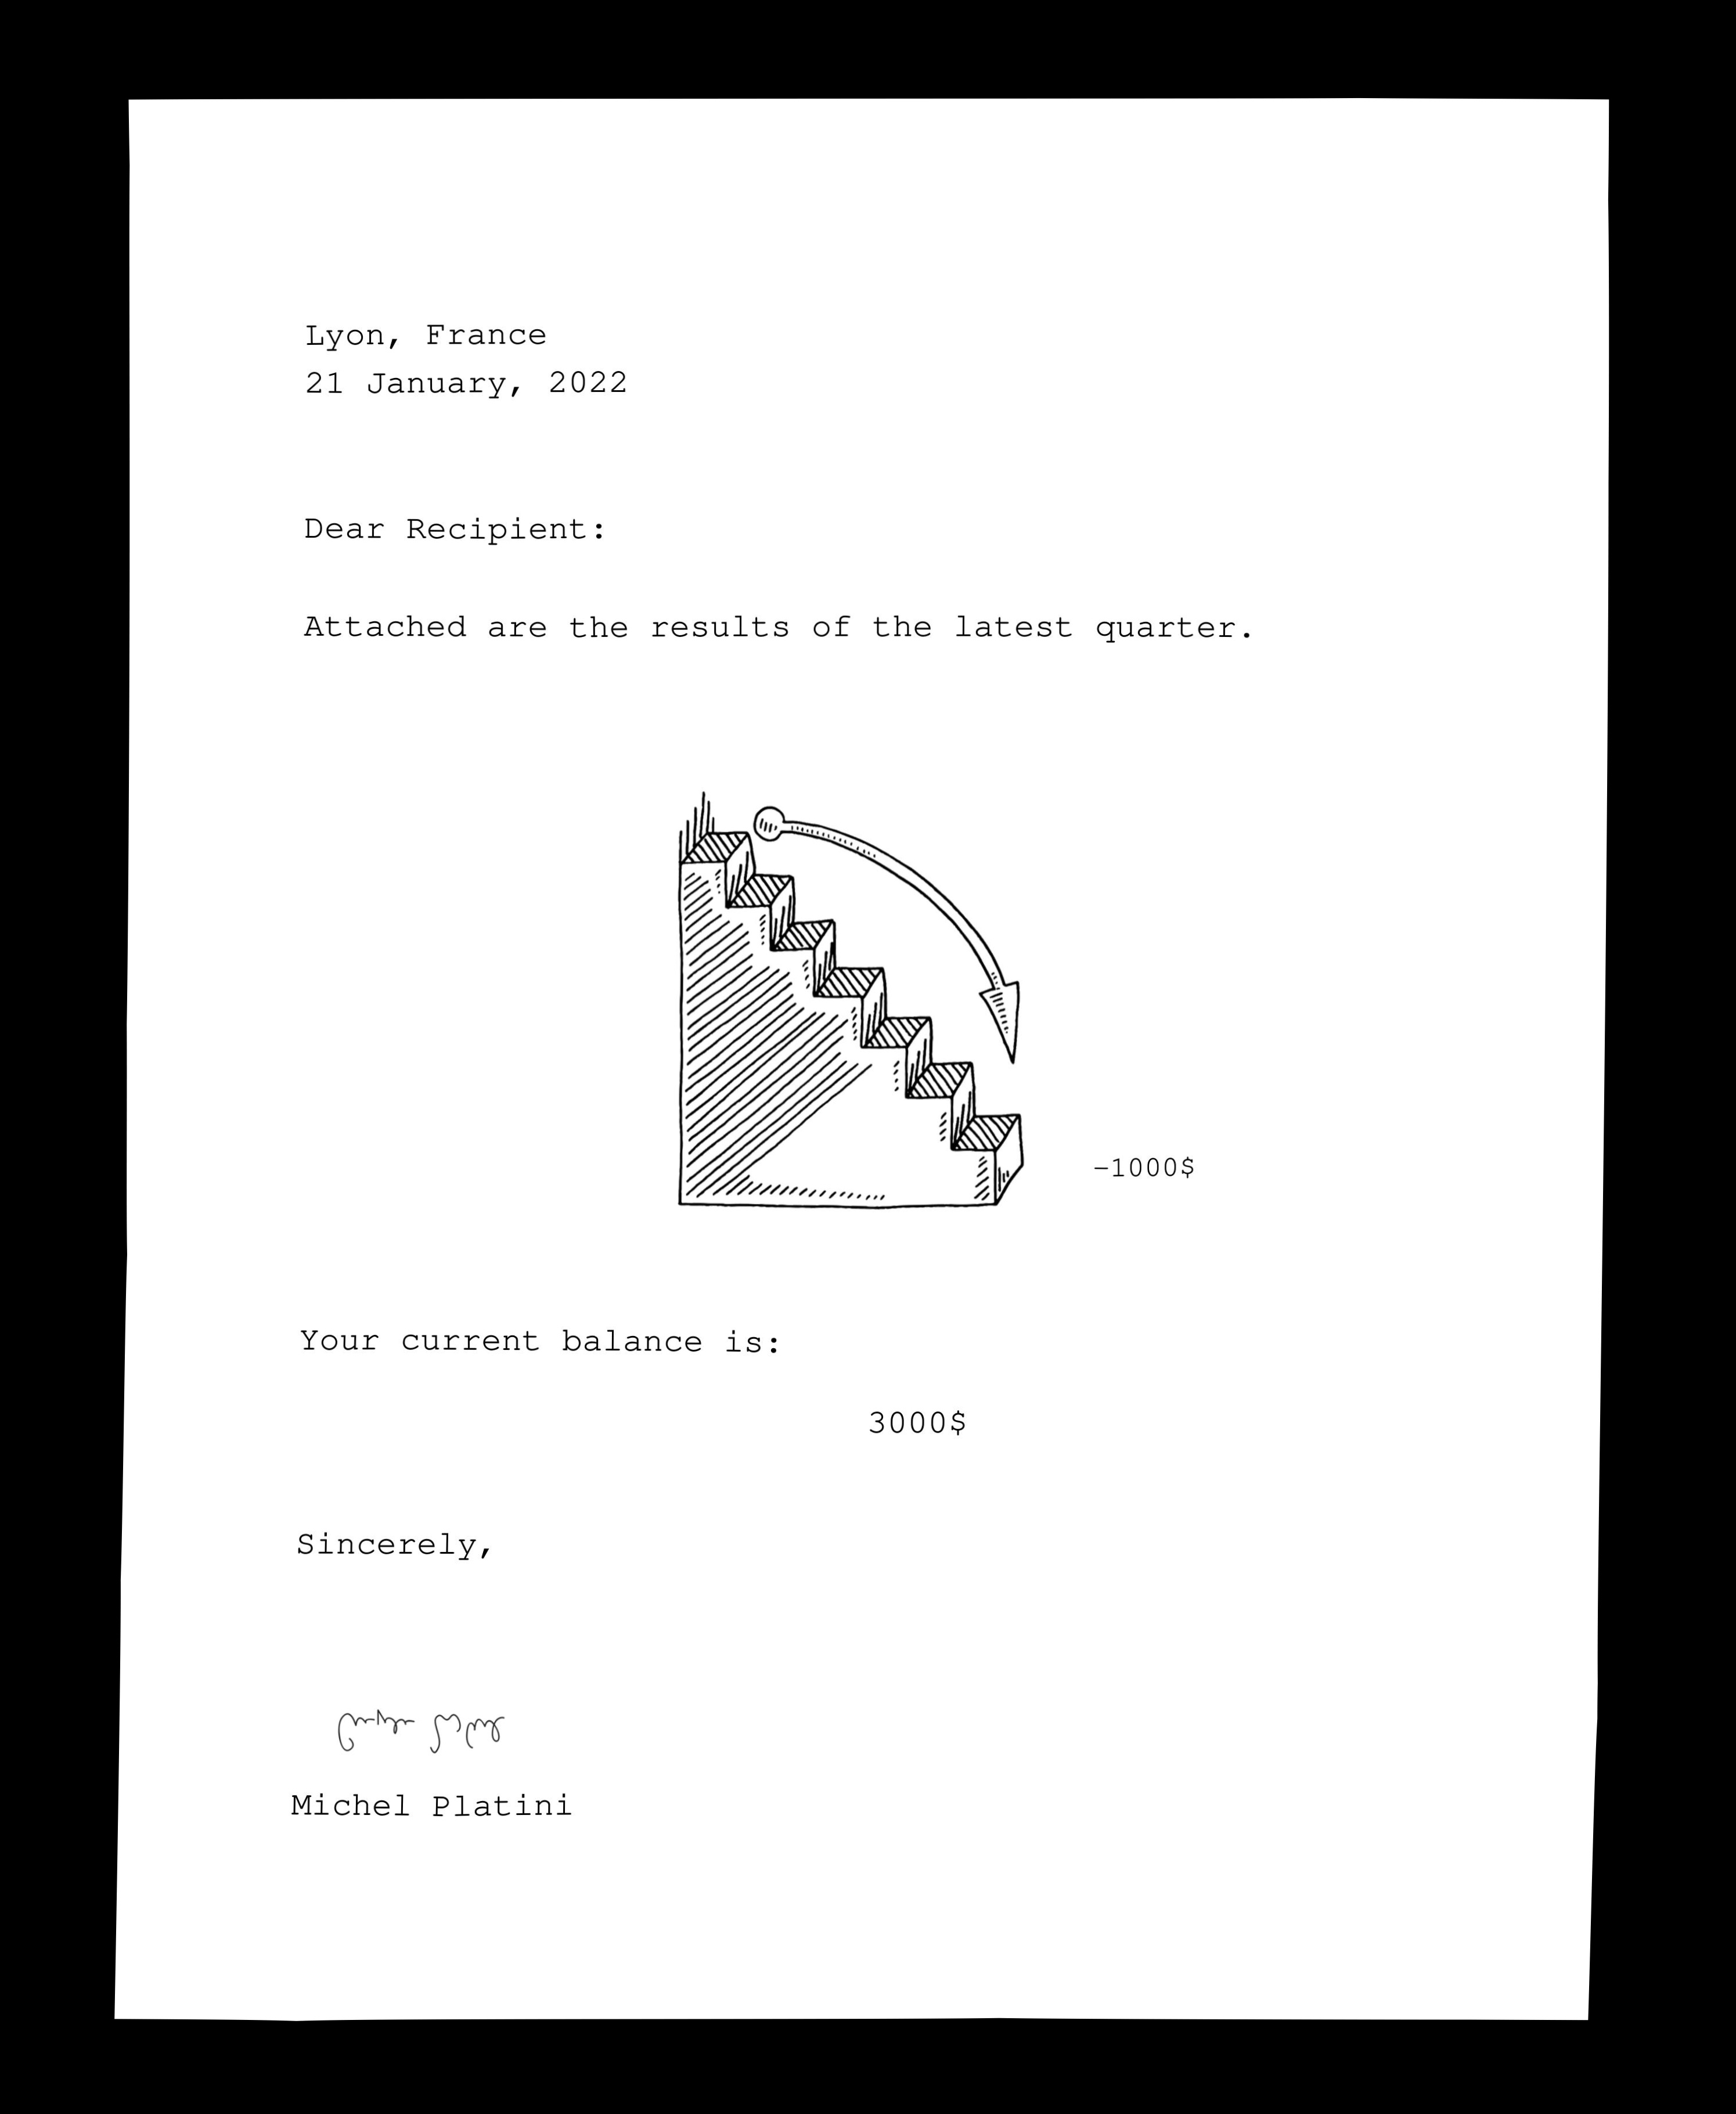 Lyon, France
21 January, 2022
Dear Recipient:
Attached are the results of the latest quarter.
–1000$
Your current balance is:
3000$
Sincerely,
Michel Platini